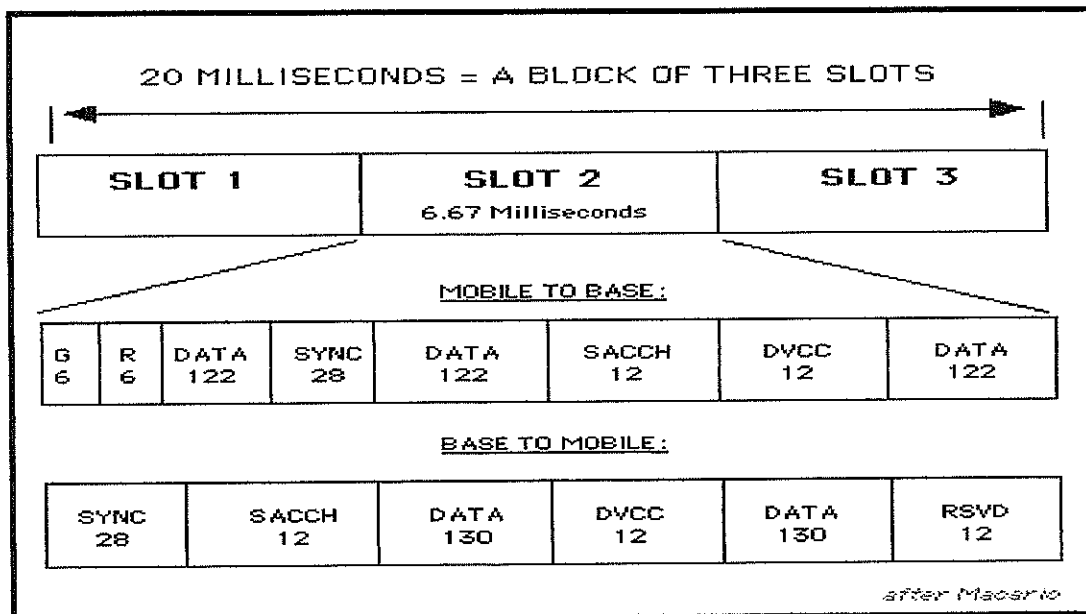 20 MILLISECONDS = A BLOCK OF THREE SLOTS
SLOT 1 SLOT 2 SLOT 3
6.67 Milliseconds
MOBILE TO BASE:
G R DATA SYNC DATA SACCH DVCC DATA
6 6 122 28 122 12 12 122
BASE TO MOBILE:
SYNC SACCH DATA DVCC DATA RSVD
28 12 130 12 130 12
after Macario